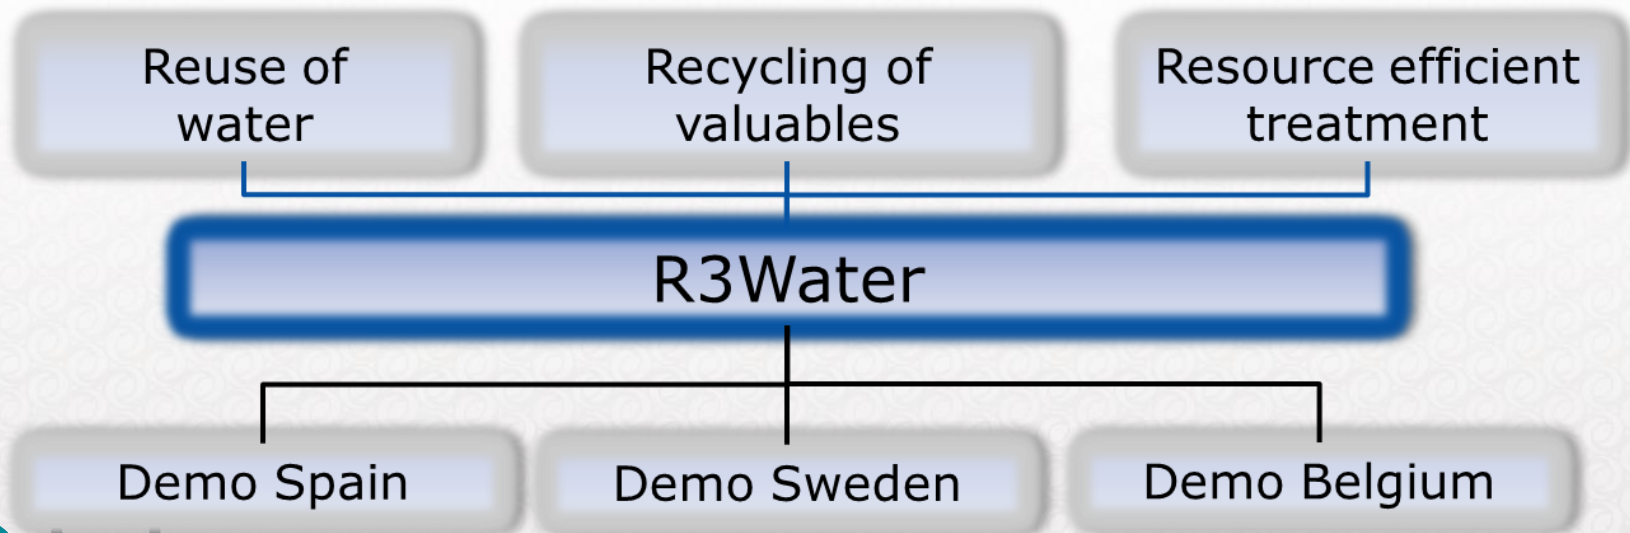 Reuse of
water
Recycling of
valuables
Resource efficient
treatment
R3Water
Demo Spain
Demo Sweden
Demo Belgium